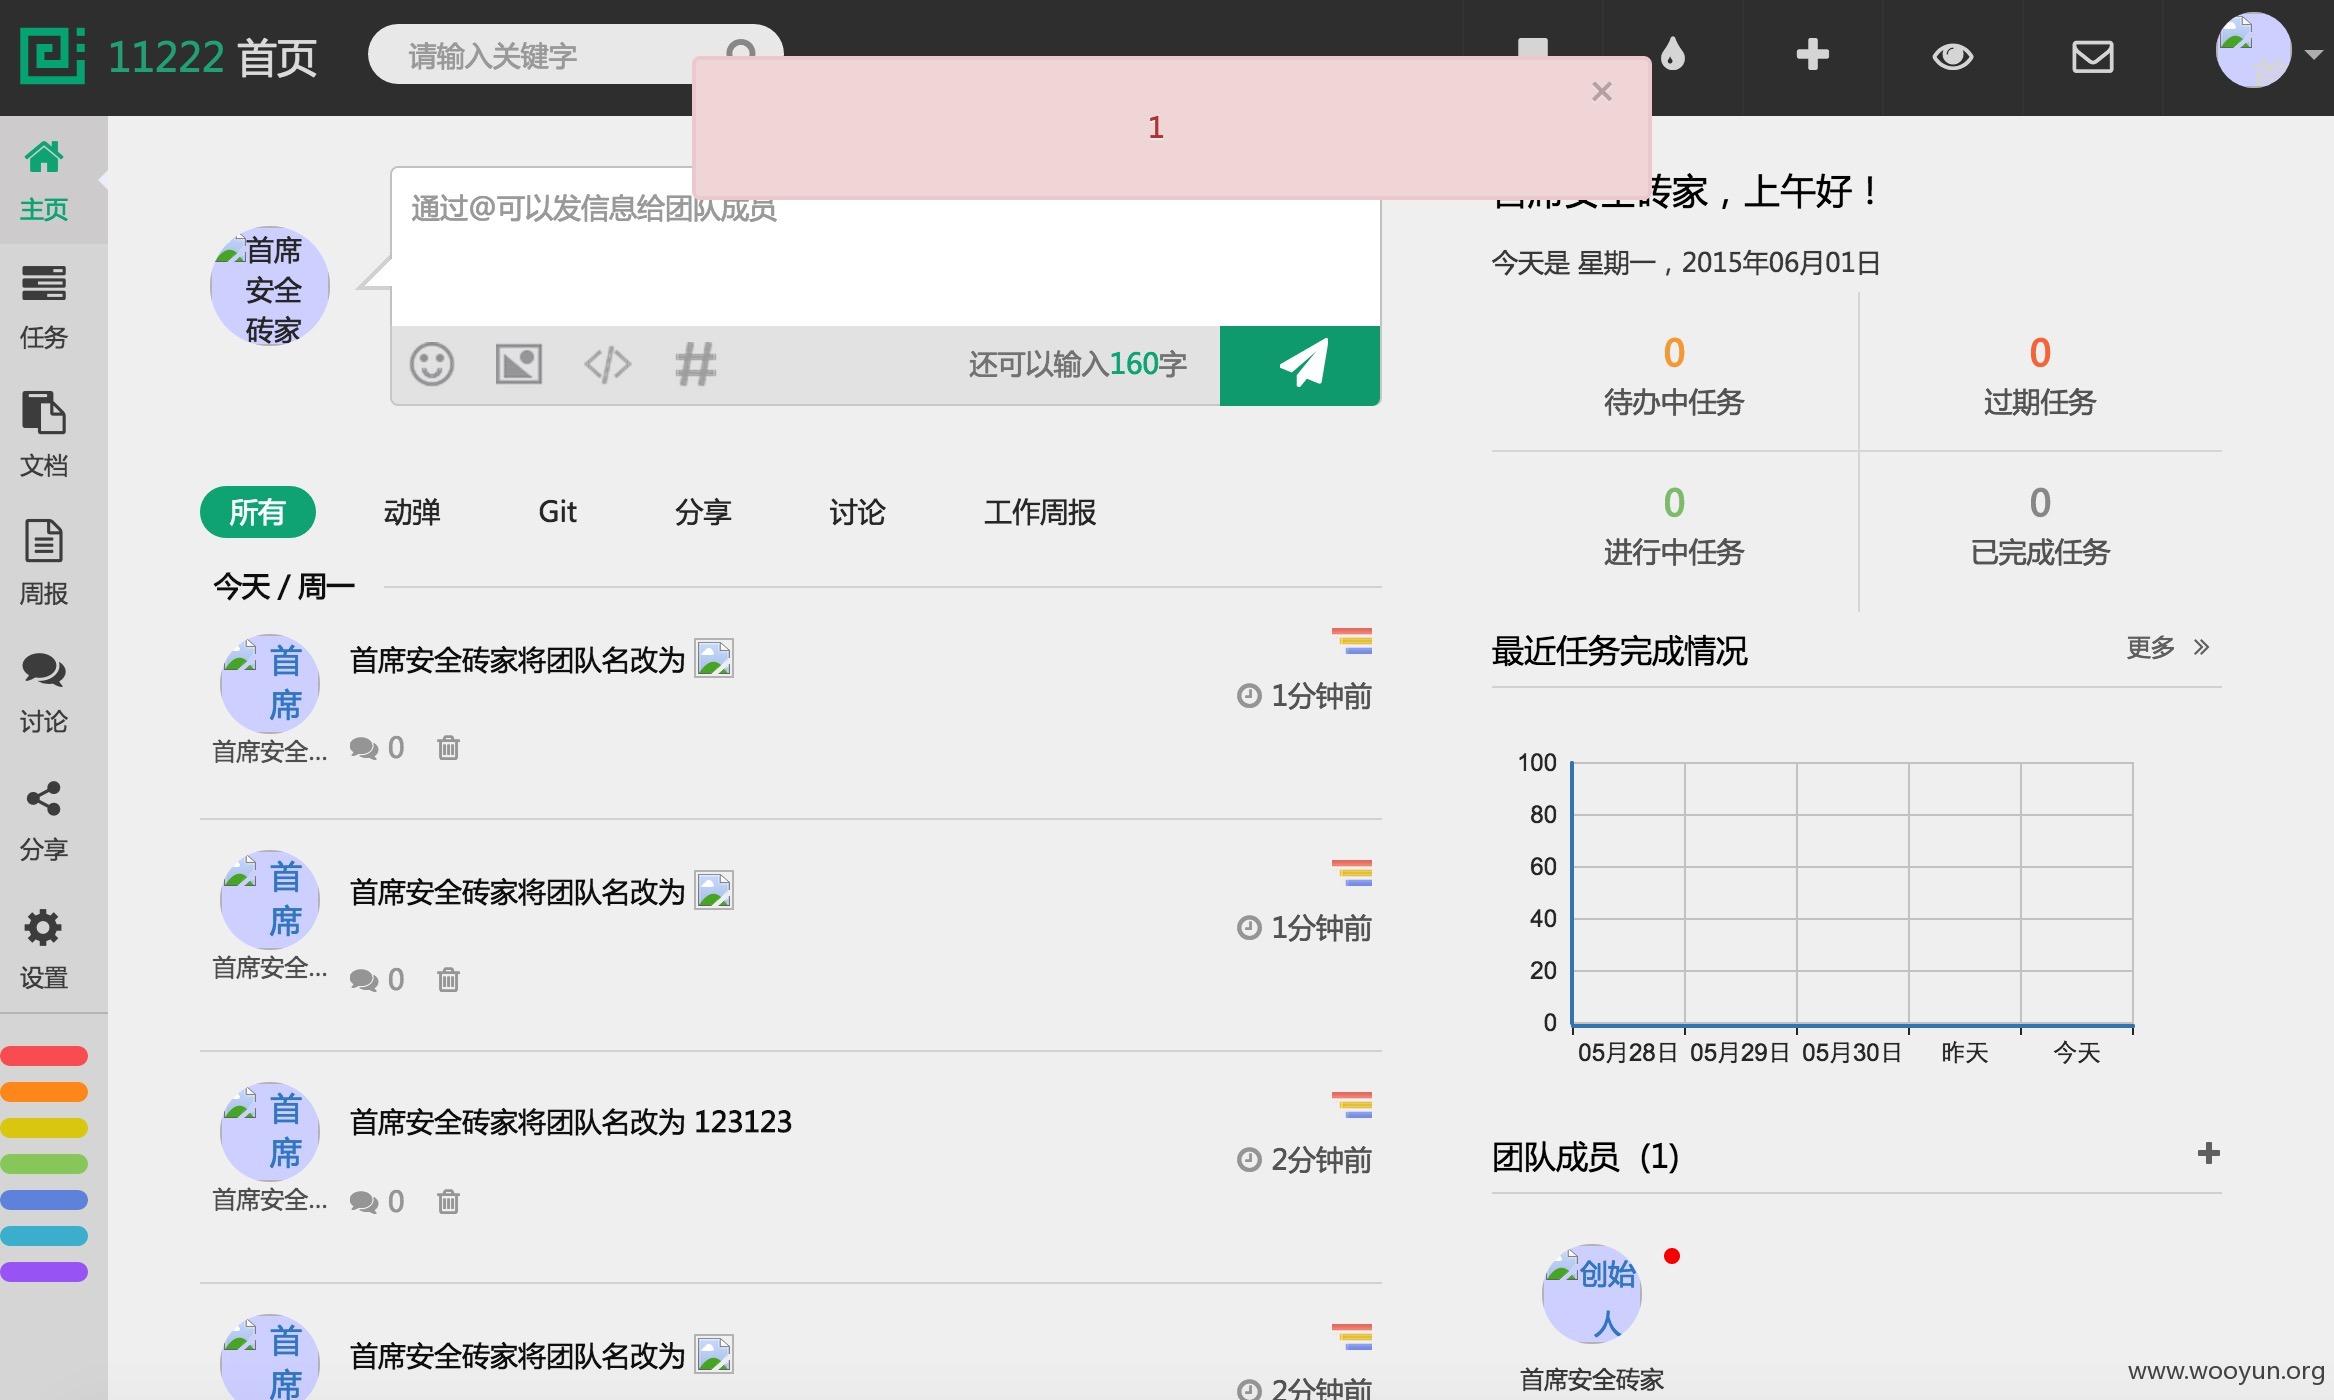 11222 首页
请输入关键字
×
1
主页
任务
文档
周报
讨论
分享
设置
首席
安全
砖家
通过@可以发信息给团队成员
还可以输入160字
所有
动弹
Git
分享
讨论
工作周报
今天 / 周一
首
席
首席安全...
首席安全砖家将团队名改为
0
1分钟前
首
席
首席安全...
首席安全砖家将团队名改为
0
1分钟前
首
席
首席安全...
首席安全砖家将团队名改为 123123
0
2分钟前
首
席
首席安全砖家将团队名改为
2分钟前
首席安全砖家，上午好！
今天是 星期一，2015年06月01日
0
待办中任务
0
过期任务
0
进行中任务
0
已完成任务
最近任务完成情况
更多 »
100
80
60
40
20
0
05月28日 05月29日 05月30日 昨天 今天
团队成员 (1)
创始
人
首席安全砖家
www.wooyun.org